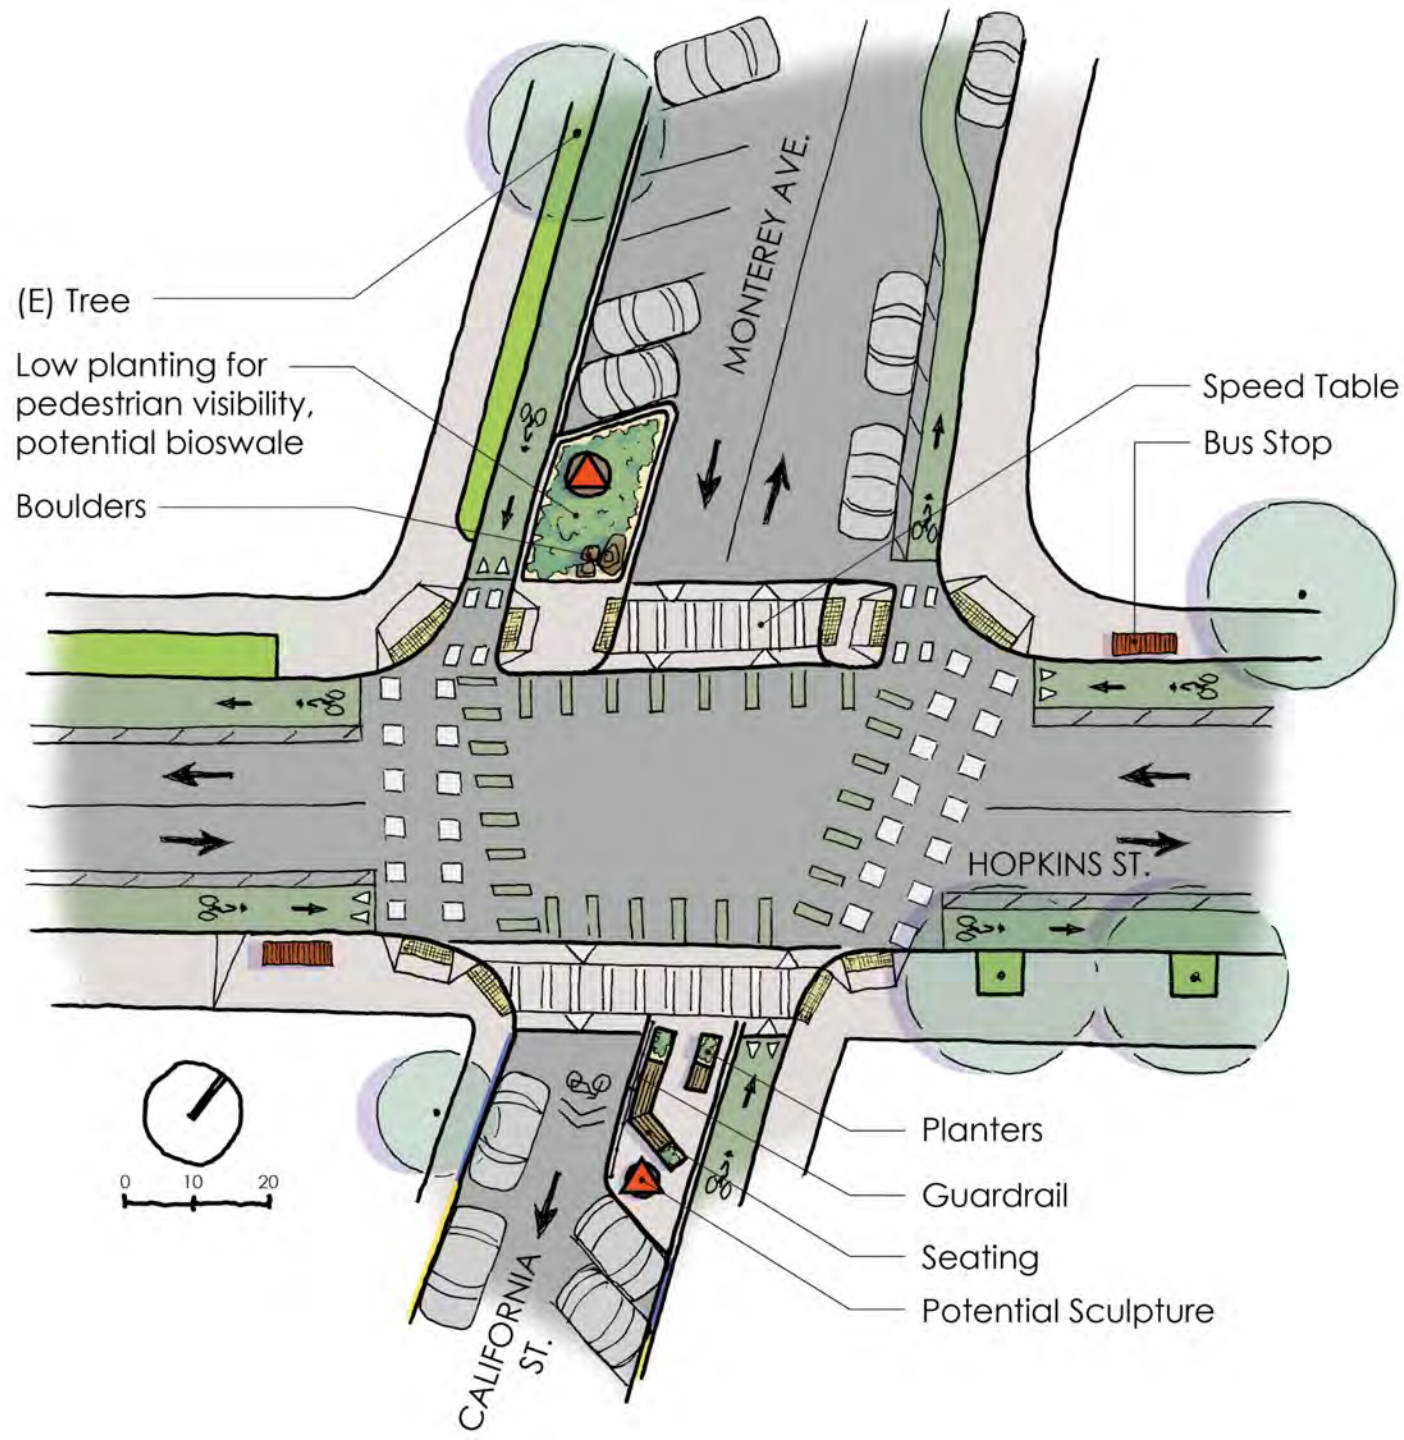 MONTEREY AVE.
(E) Tree
Low planting for
pedestrian visibility,
potential bioswale
Boulders
Speed Table
Bus Stop
HOPKINS ST.
Planters
Guardrail
Seating
Potential Sculpture
0 10 20
CALIFORNIA
ST.